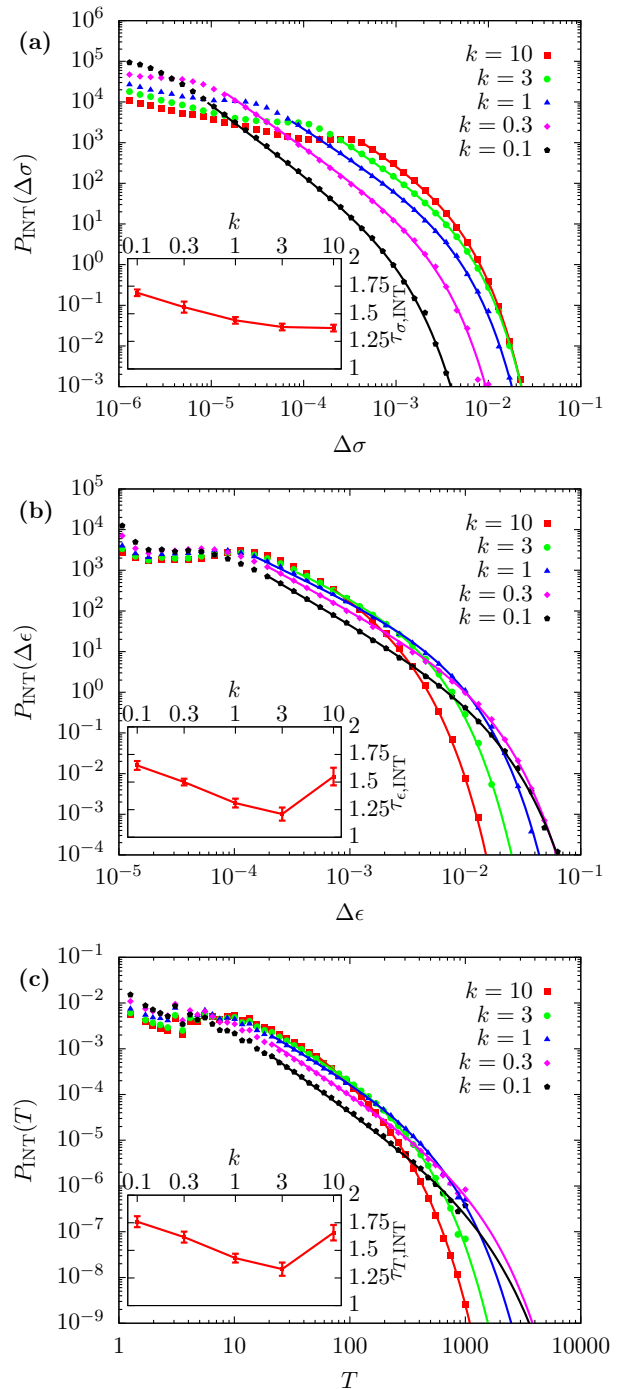 (a)
10^6
10^5
10^4
10^3
10^2
10^1
10^0
10^-1
10^-2
10^-3
P_INT(Δσ)
k = 10
k = 3
k = 1
k = 0.3
k = 0.1
k
0.1 0.3 1 3 10
2
1.75
1.5
1.25
1
τ_σ,INT
10^-6 10^-5 10^-4 10^-3 10^-2 10^-1
Δσ
(b)
10^5
10^4
10^3
10^2
10^1
10^0
10^-1
10^-2
10^-3
10^-4
P_INT(Δϵ)
k = 10
k = 3
k = 1
k = 0.3
k = 0.1
k
0.1 0.3 1 3 10
2
1.75
1.5
1.25
1
τ_ϵ,INT
10^-5 10^-4 10^-3 10^-2 10^-1
Δϵ
(c)
10^-1
10^-2
10^-3
10^-4
10^-5
10^-6
10^-7
10^-8
10^-9
P_INT(T)
k = 10
k = 3
k = 1
k = 0.3
k = 0.1
k
0.1 0.3 1 3 10
2
1.75
1.5
1.25
1
τ_T,INT
1 10 100 1000 10000
T